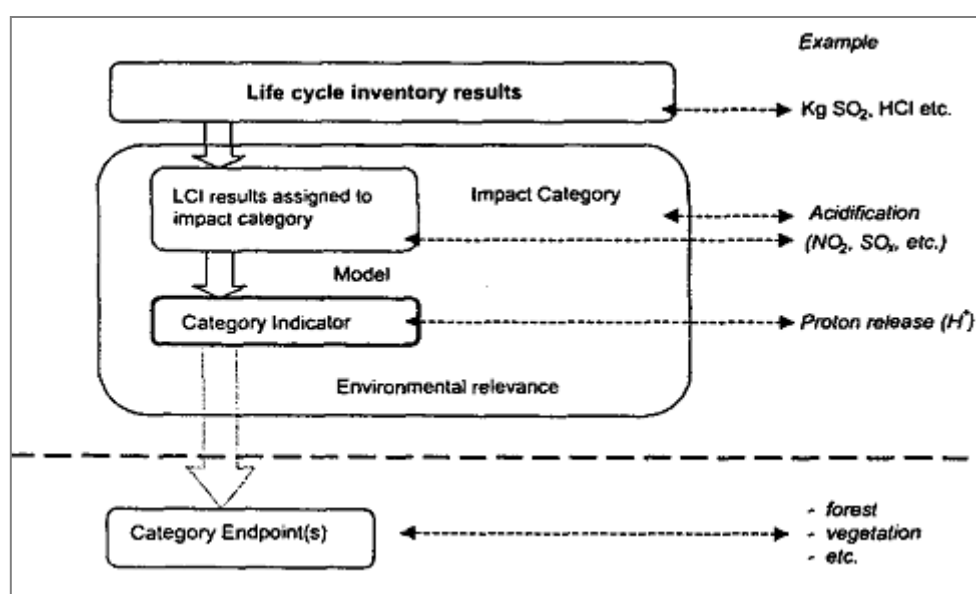 Example
Life cycle inventory results
Kg SO₂, HCl etc.
LCI results assigned to
impact category
Impact Category
Acidification
(NO₂, SOₓ, etc.)
Model
Category Indicator
Proton release (H⁺)
Environmental relevance
Category Endpoint(s)
- forest
- vegetation
- etc.